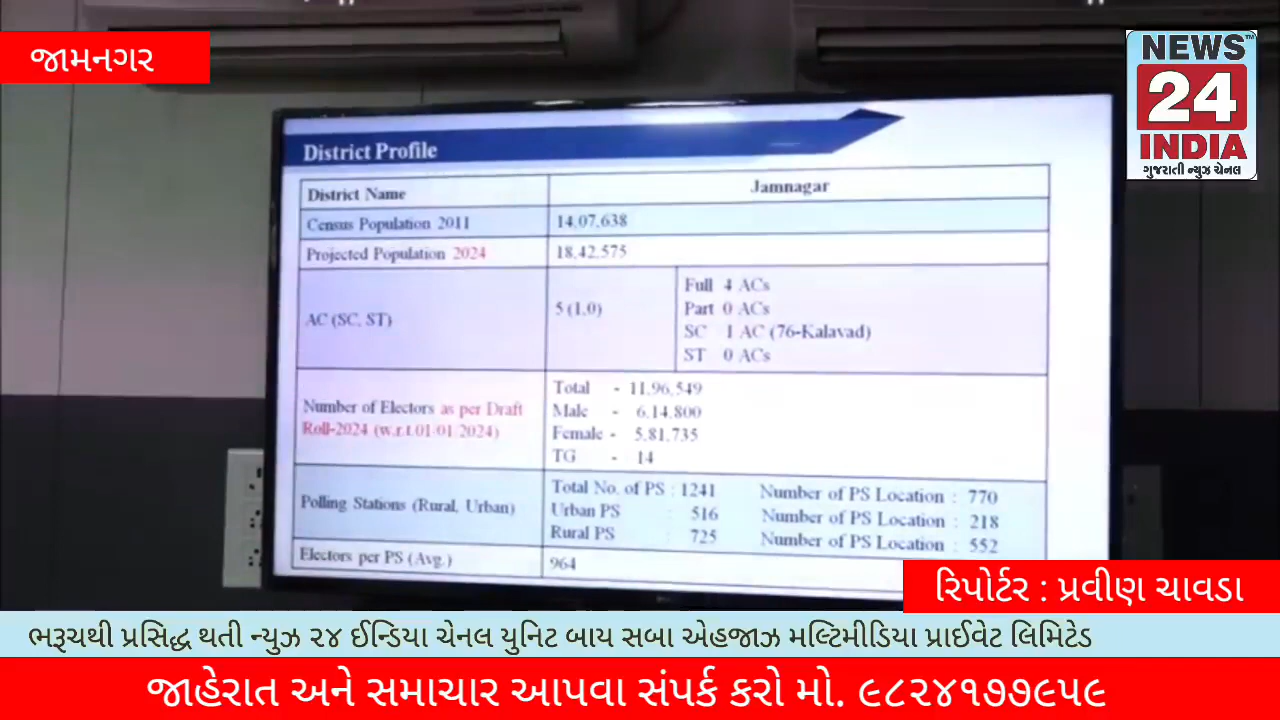 જામનગર
NEWS
24
INDIA
ગુજરાતી ન્યુઝ ચેનલ
District Profile
District Name Jamnagar
Census Population 2011 14,07,638
Projected Population 2024 18,42,575
AC (SC, ST) 5 (1,0)
Full 4 ACs
Part 0 ACs
SC 1 AC (76-Kalavad)
ST 0 ACs
Number of Electors as per Draft
Roll-2024 (w.r.t.01/01/2024)
Total - 11,96,549
Male - 6,14,800
Female - 5,81,735
TG - 14
Polling Stations (Rural, Urban)
Total No. of PS : 1241 Number of PS Location : 770
Urban PS : 516 Number of PS Location : 218
Rural PS : 725 Number of PS Location : 552
Electors per PS (Avg.) 964
રિપોર્ટર : પ્રવીણ ચાવડા
ભરૂચથી પ્રસિદ્ધ થતી ન્યુઝ ૨૪ ઈન્ડિયા ચેનલ યુનિટ બાય સબા એહજાઝ મલ્ટિમીડિયા પ્રાઈવેટ લિમિટેડ
જાહેરાત અને સમાચાર આપવા સંપર્ક કરો મો. ૯૮૨૪૧૭૭૯૫૯